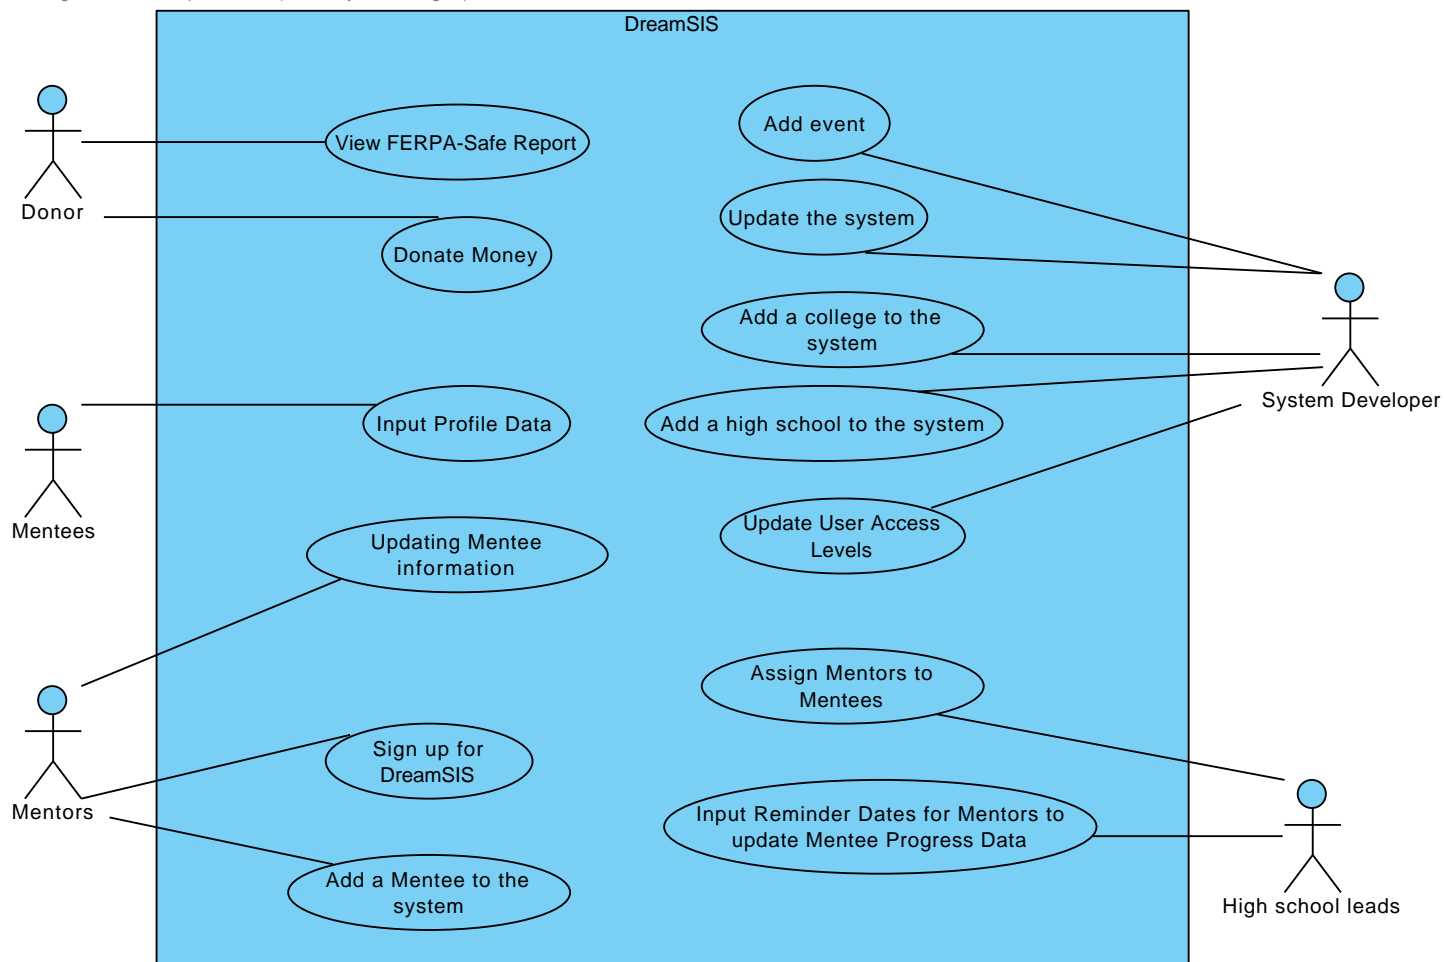 DreamSIS
View FERPA-Safe Report
Add event
Donor
Update the system
Donate Money
Add a college to the
system
System Developer
Input Profile Data
Add a high school to the system
Mentees
Updating Mentee
information
Update User Access
Levels
Assign Mentors to
Mentees
Mentors
Sign up for
DreamSIS
Input Reminder Dates for Mentors to
update Mentee Progress Data
Add a Mentee to the
system
High school leads